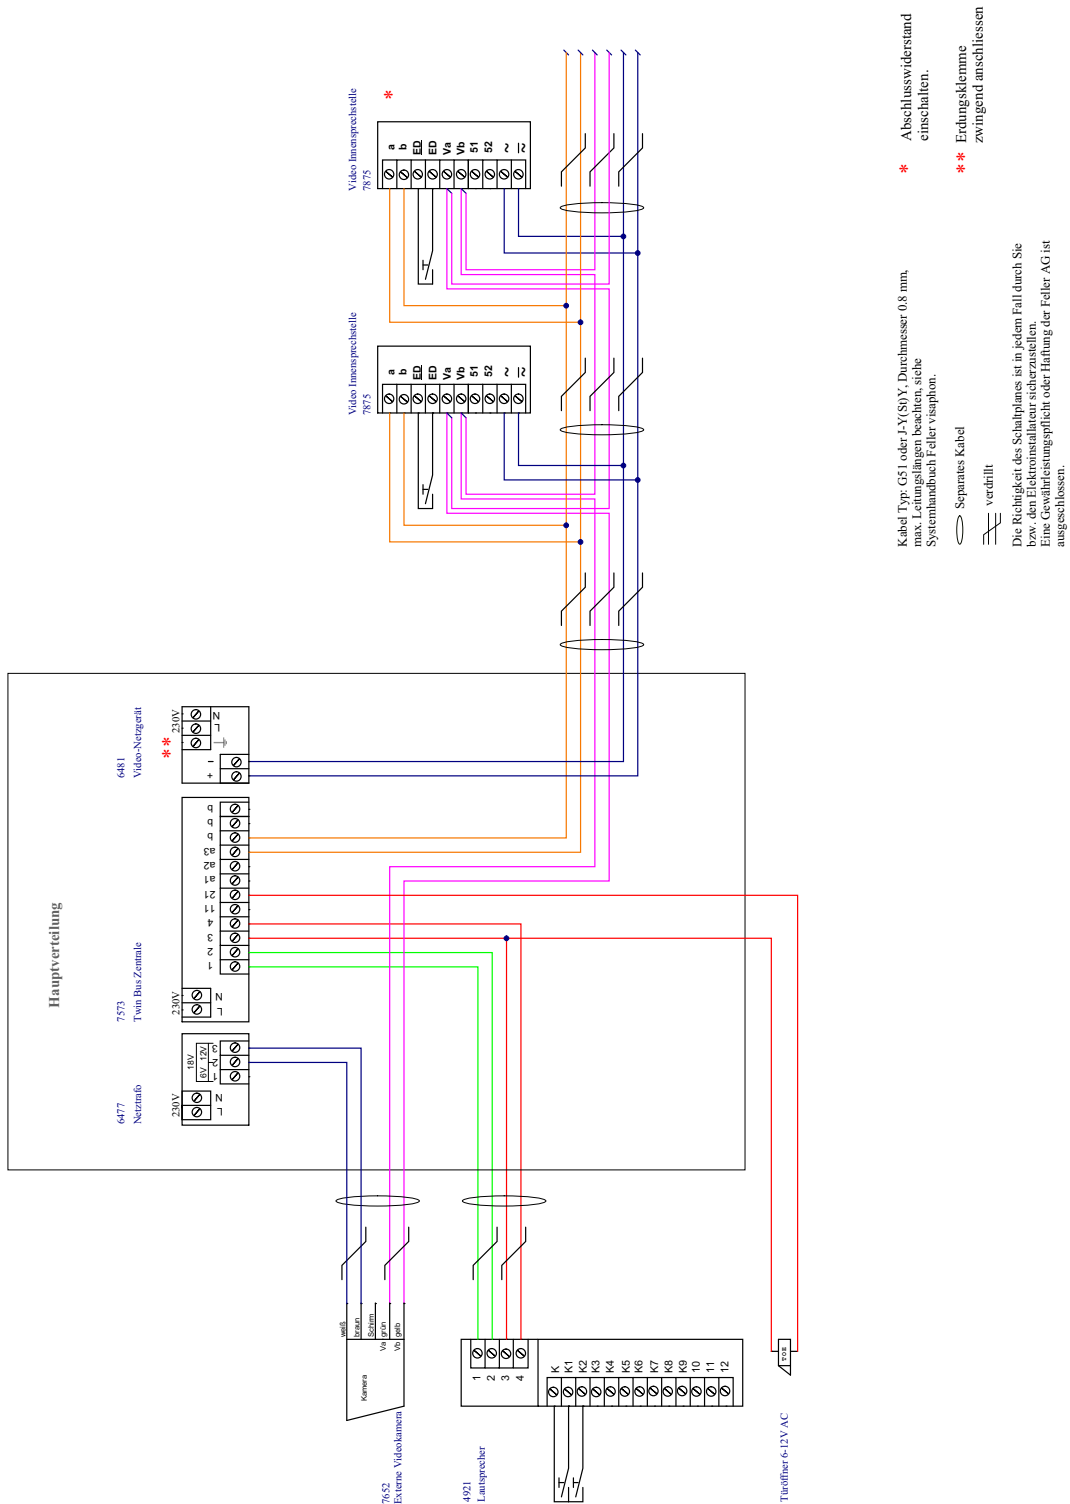 Hauptverteilung
6477
Netztrafo
230V
L
N
18V
6V 12V
1
2
3
7573
Twin Bus Zentrale
230V
L
N
1
2
3
4
11
21
a1
a2
a3
b
b
b
6481
Video-Netzgerät
**
230V
L
N
+
−
Video Innensprechstelle
7875
a
b
ED
ED
Va
Vb
51
52
~
~
Video Innensprechstelle
7875
*
a
b
ED
ED
Va
Vb
51
52
~
~
7652
Externe Videokamera
Kamera
weiß
braun
Schirm
Va grün
Vb gelb
4921
Lautsprecher
1
2
3
4
K
K1
K2
K3
K4
K5
K6
K7
K8
K9
10
11
12
Türöffner 6-12V AC
TÖE
Kabel Typ: G51 oder J-Y(St)Y, Durchmesser 0.8 mm,
max. Leitungslängen beachten, siehe
Systemhandbuch Feller visaphon.
Separates Kabel
verdrillt
Die Richtigkeit des Schaltplanes ist in jedem Fall durch Sie
bzw. den Elektroinstallateur sicherzustellen.
Eine Gewährleistungspflicht oder Haftung der Feller AG ist
ausgeschlossen.
* Abschlusswiderstand
einschalten.
** Erdungsklemme
zwingend anschliessen